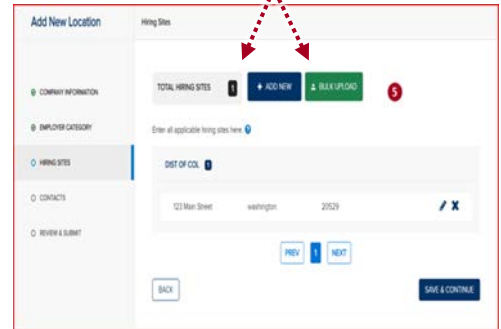 Add New Location
Hiring Sites
COMPANY INFORMATION
EMPLOYER CATEGORY
HIRING SITES
CONTACTS
REVIEW & SUBMIT
TOTAL HIRING SITES 1
+ ADD NEW
BULK UPLOAD
5
Enter all applicable hiring sites here ?
DIST OF COL 1
123 Main Street washington 20529
PREV 1 NEXT
BACK
SAVE & CONTINUE